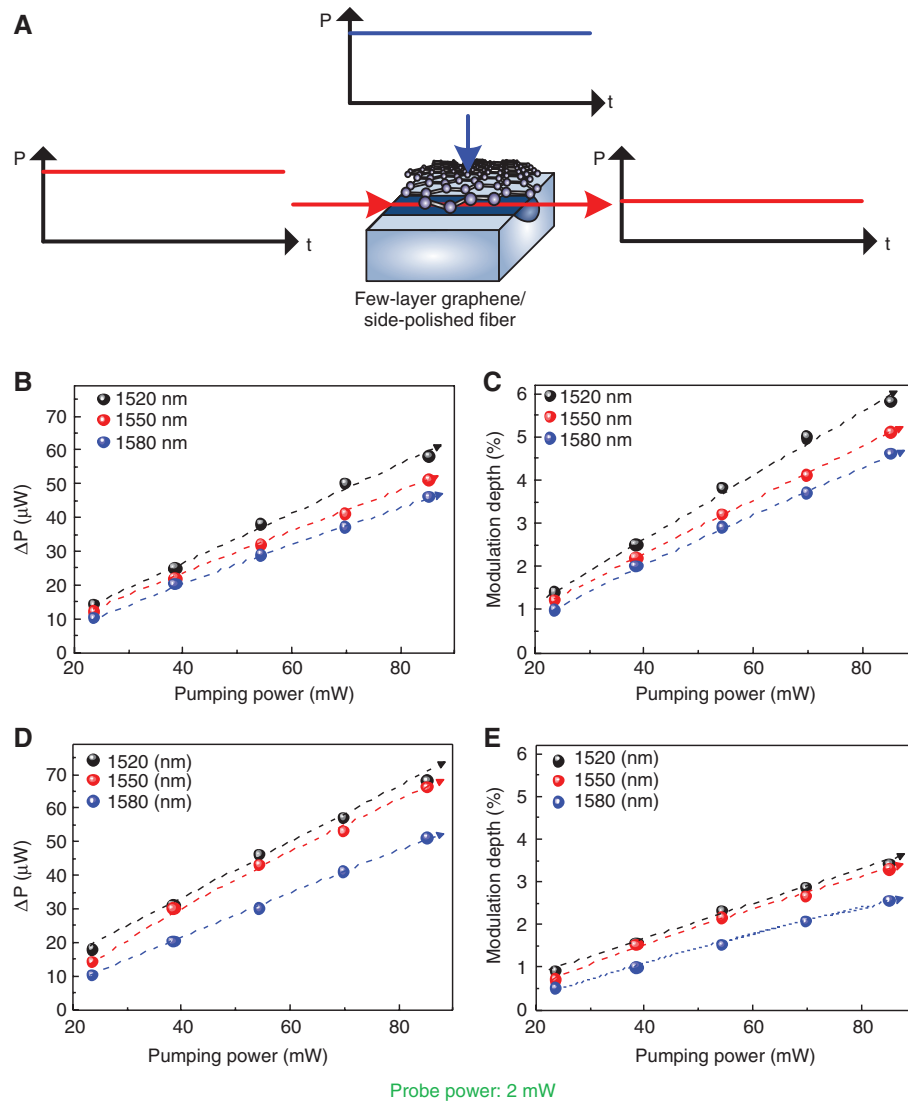 A
P
t
P
t
P
t
Few-layer graphene/
side-polished fiber
B
1520 nm
1550 nm
1580 nm
70
60
50
40
30
20
10
0
ΔP (μW)
20 40 60 80
Pumping power (mW)
C
1520 nm
1550 nm
1580 nm
6
5
4
3
2
1
0
Modulation depth (%)
20 40 60 80
Pumping power (mW)
D
1520 (nm)
1550 (nm)
1580 (nm)
70
60
50
40
30
20
10
0
ΔP (μW)
20 40 60 80
Pumping power (mW)
E
1520 (nm)
1550 (nm)
1580 (nm)
6
5
4
3
2
1
0
Modulation depth (%)
20 40 60 80
Pumping power (mW)
Probe power: 2 mW